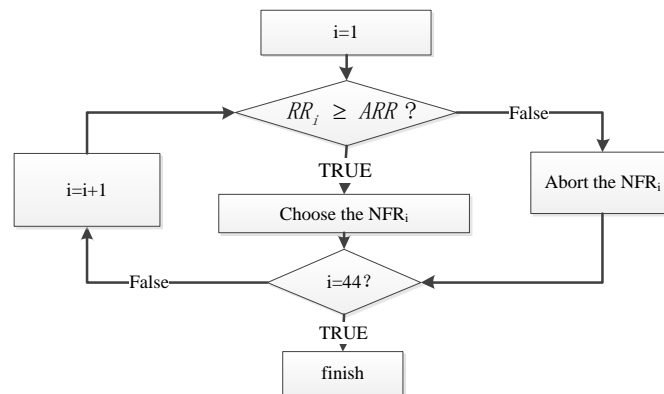 i=1
RRᵢ ≥ ARR ?
False
TRUE
i=i+1
Abort the NFRᵢ
Choose the NFRᵢ
False
i=44?
TRUE
finish